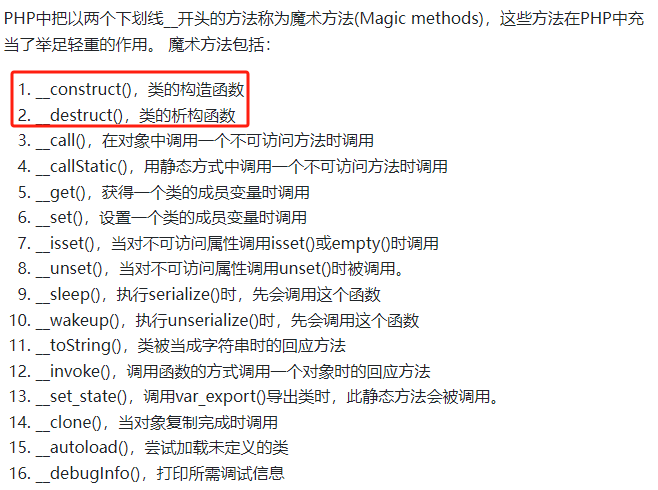 PHP中把以两个下划线__开头的方法称为魔术方法(Magic methods)，这些方法在PHP中充
当了举足轻重的作用。 魔术方法包括：
1. __construct()，类的构造函数
2. __destruct()，类的析构函数
3. __call()，在对象中调用一个不可访问方法时调用
4. __callStatic()，用静态方式中调用一个不可访问方法时调用
5. __get()，获得一个类的成员变量时调用
6. __set()，设置一个类的成员变量时调用
7. __isset()，当对不可访问属性调用isset()或empty()时调用
8. __unset()，当对不可访问属性调用unset()时被调用。
9. __sleep()，执行serialize()时，先会调用这个函数
10. __wakeup()，执行unserialize()时，先会调用这个函数
11. __toString()，类被当成字符串时的回应方法
12. __invoke()，调用函数的方式调用一个对象时的回应方法
13. __set_state()，调用var_export()导出类时，此静态方法会被调用。
14. __clone()，当对象复制完成时调用
15. __autoload()，尝试加载未定义的类
16. __debugInfo()，打印所需调试信息